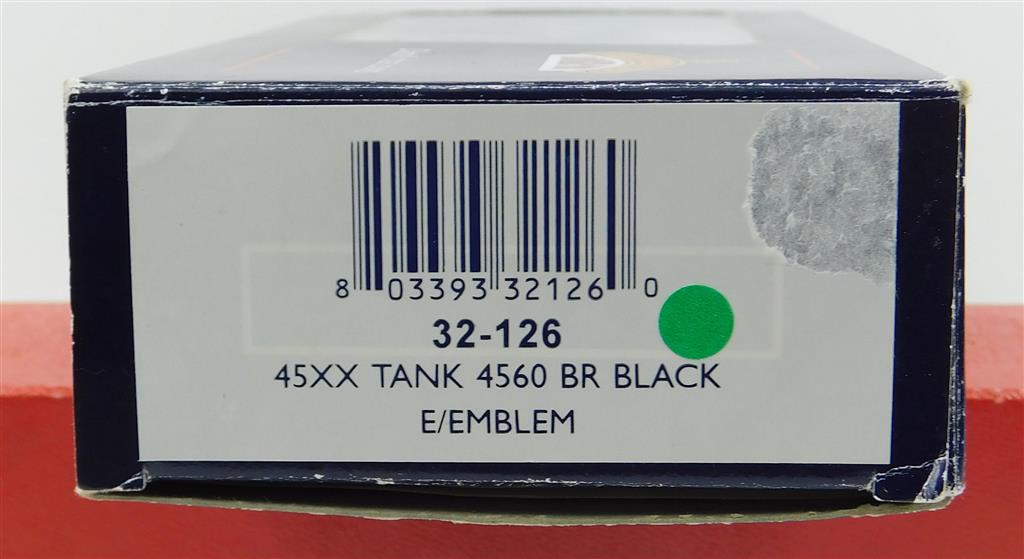 8 03393 32126 0
32-126
45XX TANK 4560 BR BLACK
E/EMBLEM